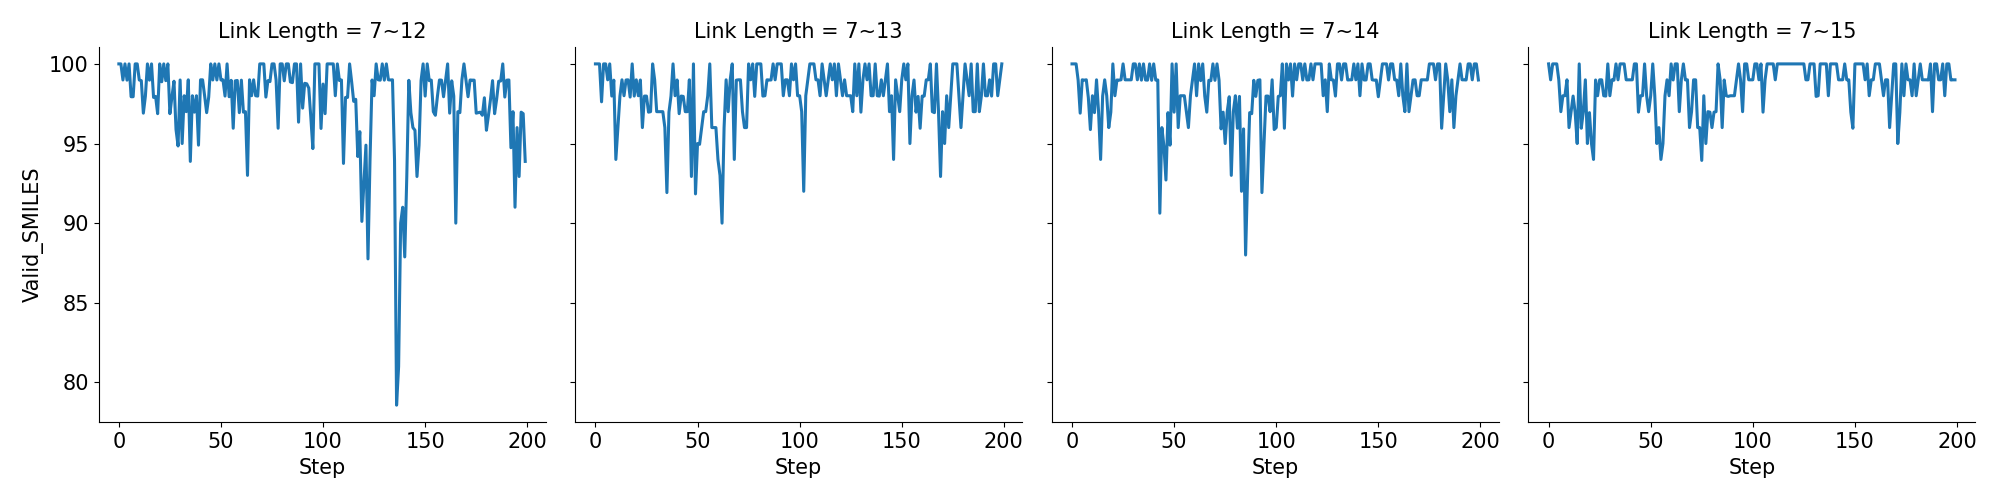 Link Length = 7~12
Link Length = 7~13
Link Length = 7~14
Link Length = 7~15
Valid_SMILES
100
95
90
85
80
0 50 100 150 200
0 50 100 150 200
0 50 100 150 200
0 50 100 150 200
Step
Step
Step
Step